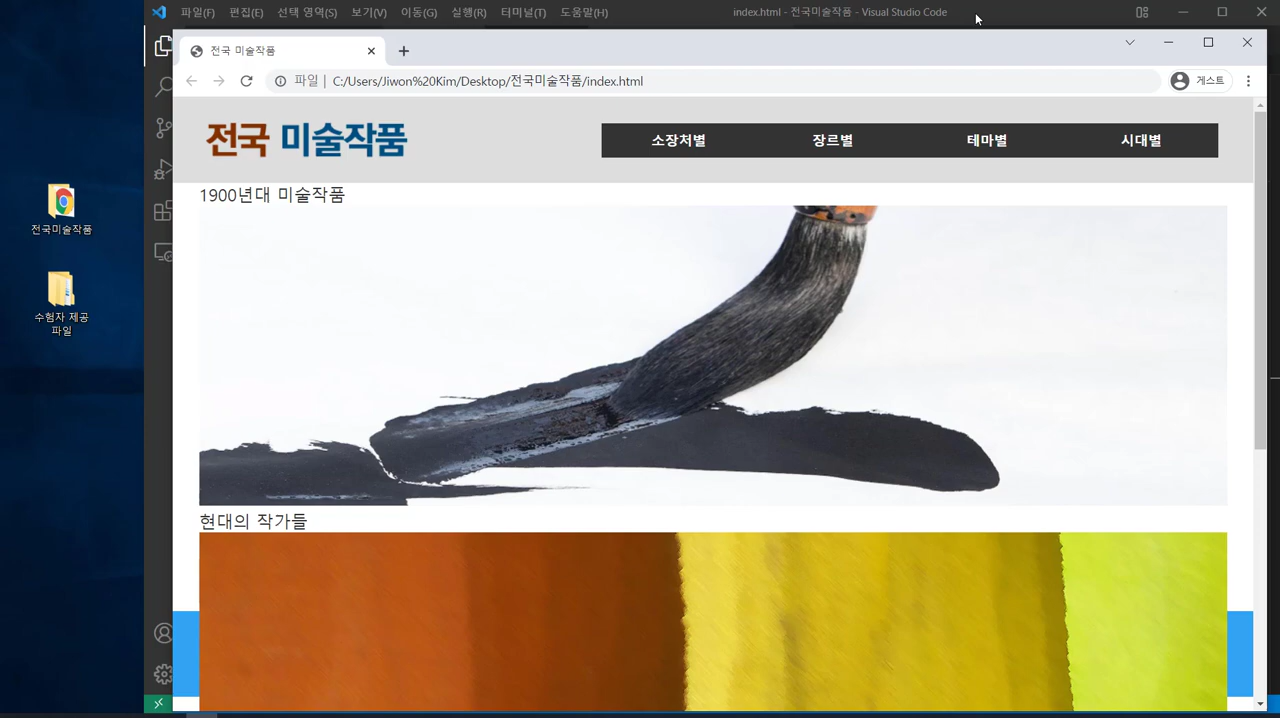 파일(F) 편집(E) 선택 영역(S) 보기(V) 이동(G) 실행(R) 터미널(T) 도움말(H) index.html - 전국미술작품 - Visual Studio Code
전국 미술작품
파일 | C:/Users/Jiwon%20Kim/Desktop/전국미술작품/index.html 게스트
전국 미술작품 소장처별 장르별 테마별 시대별
1900년대 미술작품
전국미술작품
수험자 제공
파일
현대의 작가들